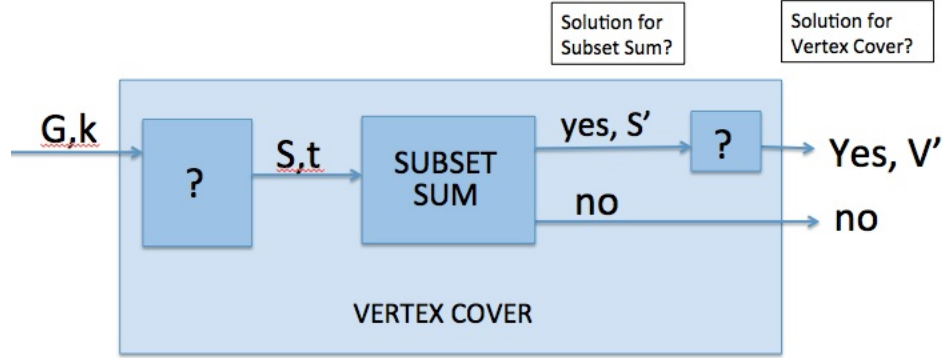 Solution for
Subset Sum?
Solution for
Vertex Cover?
G,k
?
S,t
SUBSET
SUM
yes, S’
?
Yes, V’
no
no
VERTEX COVER